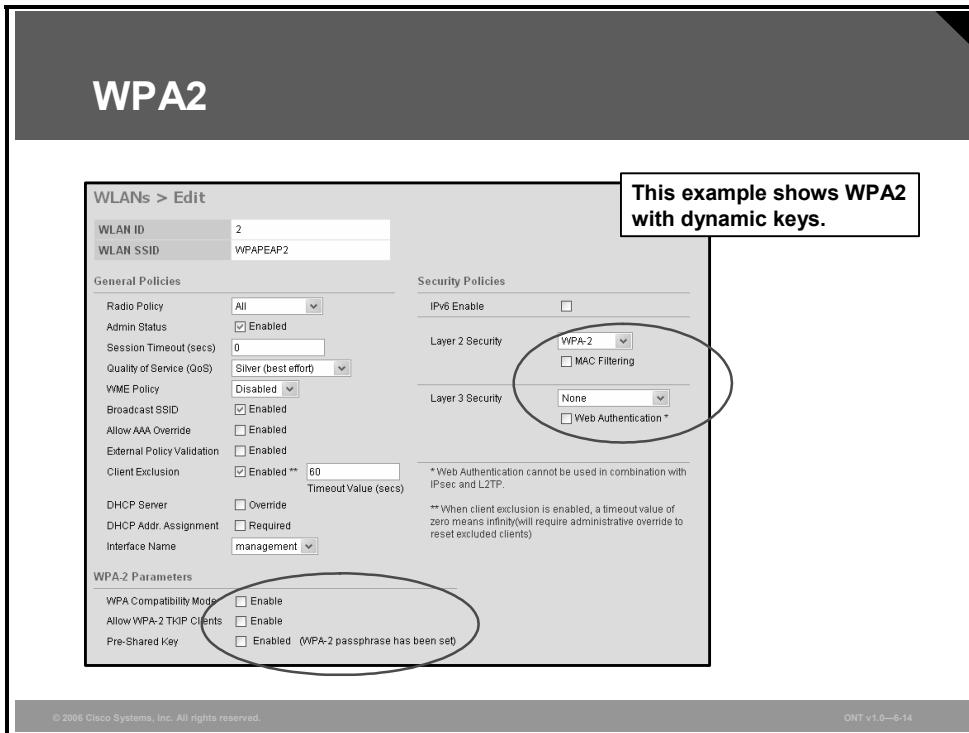 WPA2
This example shows WPA2
with dynamic keys.
WLANs > Edit
WLAN ID 2
WLAN SSID WPAPEAP2
General Policies
Radio Policy All
Admin Status Enabled
Session Timeout (secs) 0
Quality of Service (QoS) Silver (best effort)
WME Policy Disabled
Broadcast SSID Enabled
Allow AAA Override Enabled
External Policy Validation Enabled
Client Exclusion Enabled ** 60
Timeout Value (secs)
DHCP Server Override
DHCP Addr. Assignment Required
Interface Name management
Security Policies
IPv6 Enable
Layer 2 Security WPA-2
MAC Filtering
Layer 3 Security None
Web Authentication *
* Web Authentication cannot be used in combination with
IPsec and L2TP.
** When client exclusion is enabled, a timeout value of
zero means infinity(will require administrative override to
reset excluded clients)
WPA-2 Parameters
WPA Compatibility Mode Enable
Allow WPA-2 TKIP Clients Enable
Pre-Shared Key Enabled (WPA-2 passphrase has been set)
© 2006 Cisco Systems, Inc. All rights reserved. ONT v1.0—6-14